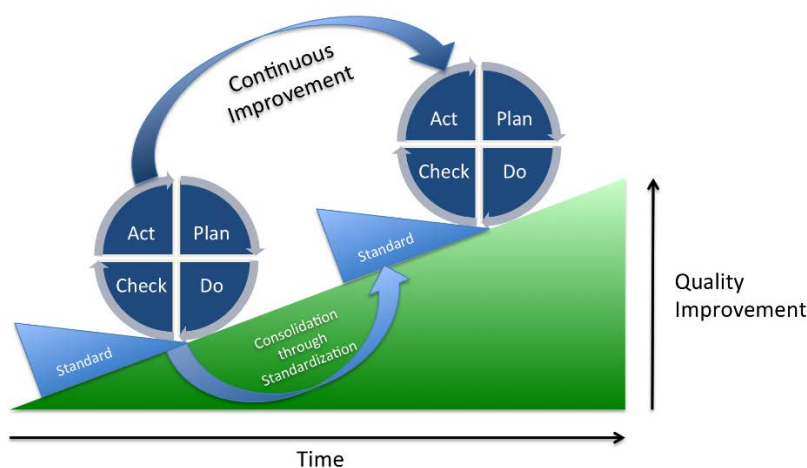 Continuous
Improvement
Act
Plan
Check
Do
Act
Plan
Check
Do
Standard
Standard
Consolidation
through
Standardization
Quality
Improvement
Time